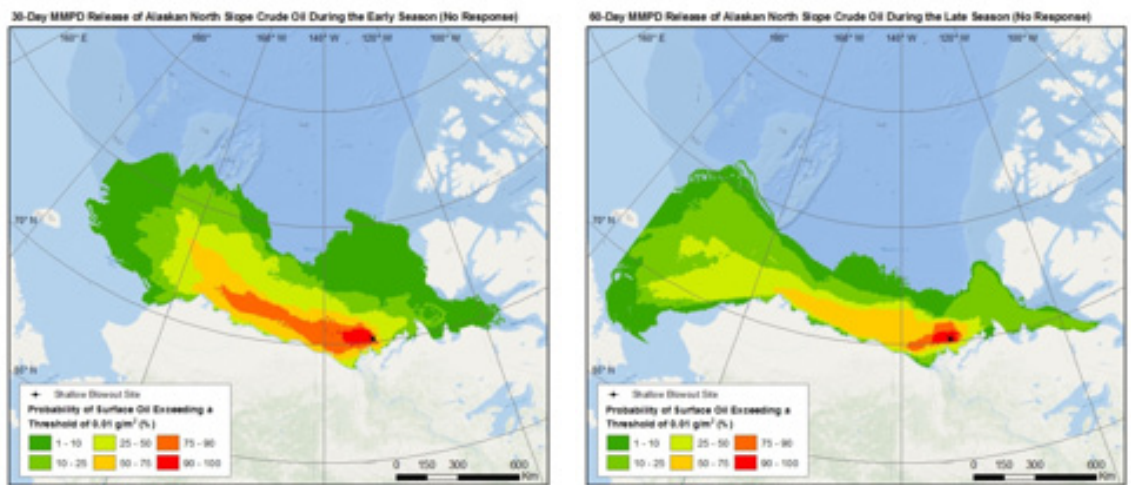 30-Day MMPD Release of Alaskan North Slope Crude Oil During the Early Season (No Response)
160° E 180° 160° W 140° W 120° W 100° W
70° N
Shallow Blowout Site
Probability of Surface Oil Exceeding a
Threshold of 0.01 g/m² (%)
1 - 10 25 - 50 75 - 90
10 - 25 50 - 75 90 - 100
0 150 300 600
Km
60-Day MMPD Release of Alaskan North Slope Crude Oil During the Late Season (No Response)
160° E 180° 160° W 140° W 120° W 100° W
70° N
Shallow Blowout Site
Probability of Surface Oil Exceeding a
Threshold of 0.01 g/m² (%)
1 - 10 25 - 50 75 - 90
10 - 25 50 - 75 90 - 100
0 150 300 600
Km